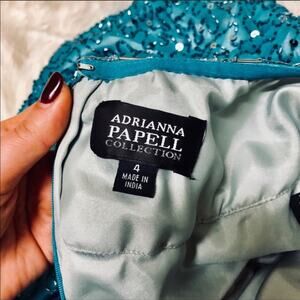 ADRIANNA
PAPELL
COLLECTION
4
MADE IN
INDIA